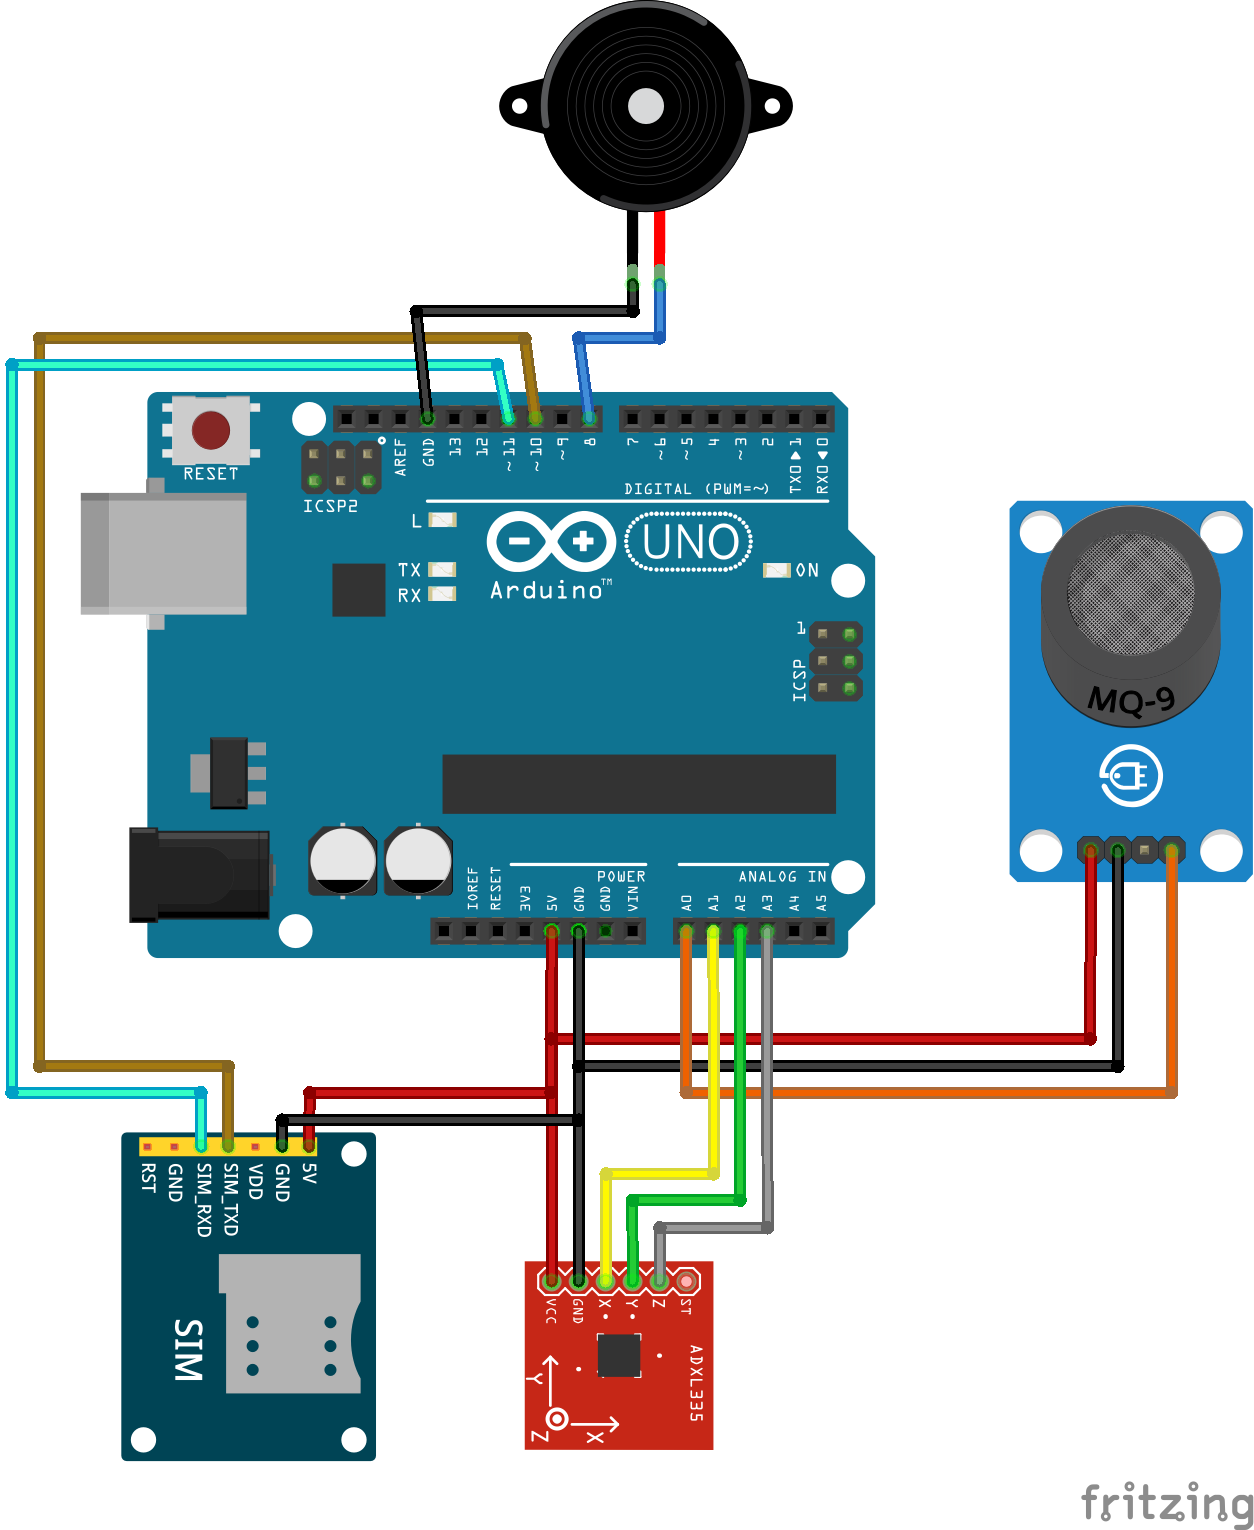 RESET
ICSP2
AREF
GND
13
12
~11
~10
~9
8
7
~6
~5
4
~3
2
TX0▶1
RX0◀0
DIGITAL (PWM=~)
L
TX
RX
Arduino™
UNO
ON
1
ICSP
MQ-9
POWER
ANALOG IN
IOREF
RESET
3V3
5V
GND
GND
VIN
A0
A1
A2
A3
A4
A5
RST
GND
SIM_RXD
SIM_TXD
VDD
GND
5V
SIM
VCC
GND
X
Y
Z
ST
ADXL335
Y
Z
X
fritzing